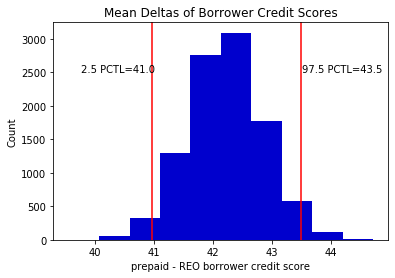 Mean Deltas of Borrower Credit Scores
3000
2500
2000
1500
1000
500
0
Count
2.5 PCTL=41.0
97.5 PCTL=43.5
40 41 42 43 44
prepaid - REO borrower credit score